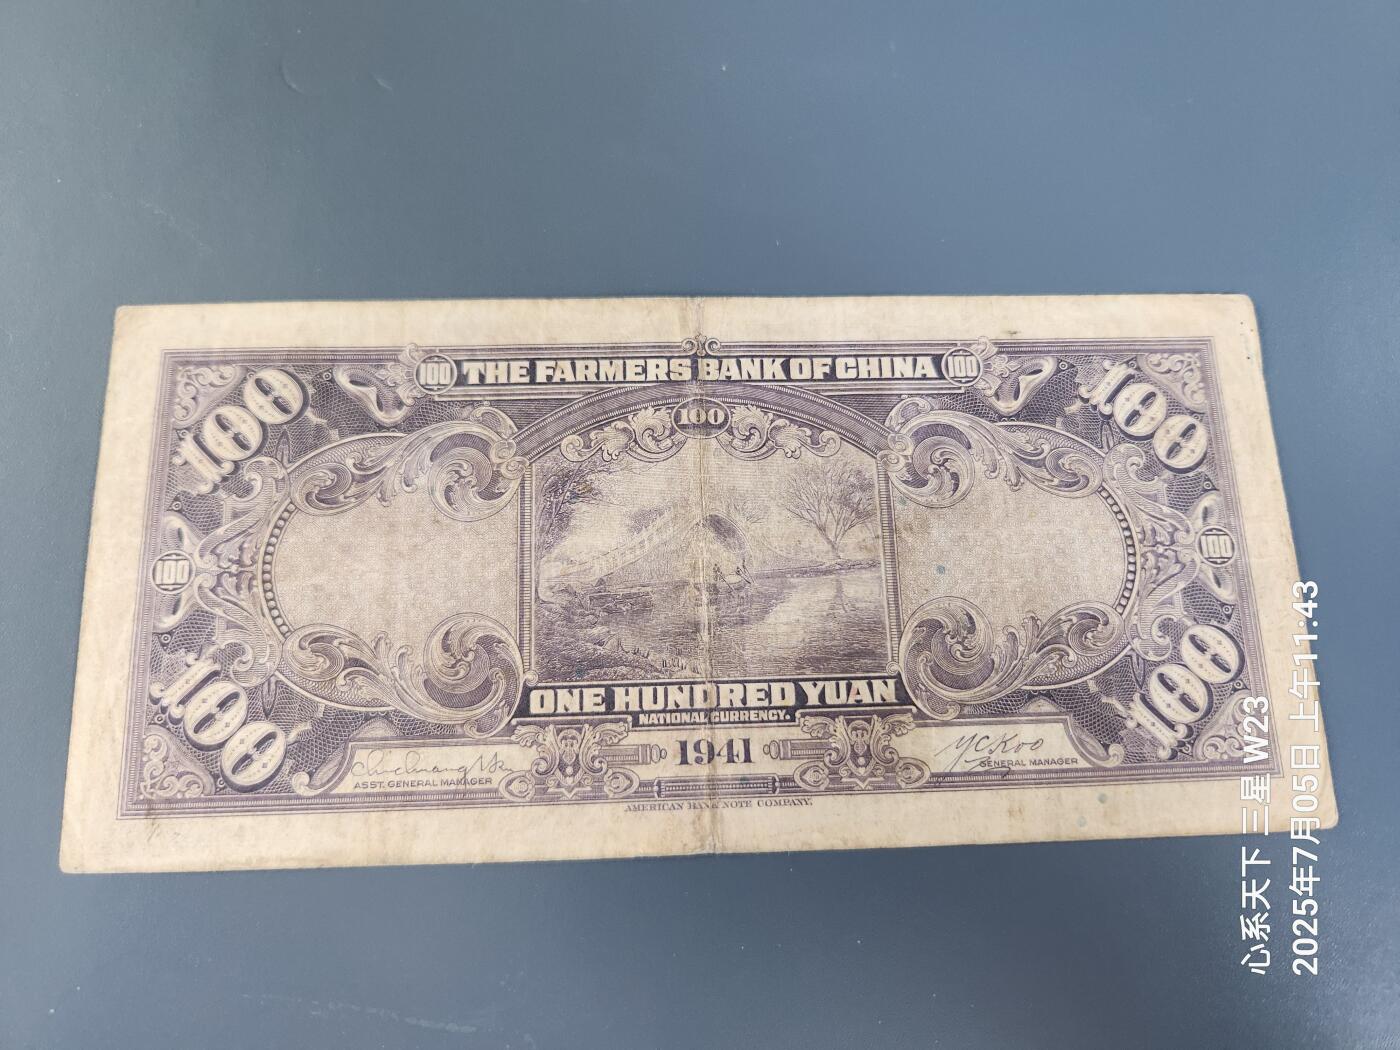 100 THE FARMERS BANK OF CHINA 100
100
100
100
100
100
ONE HUNDRED YUAN
NATIONAL CURRENCY.
100
1941
100
ASST. GENERAL MANAGER
Y C Koo
GENERAL MANAGER
AMERICAN BANK NOTE COMPANY.
心系天下 三星 W23
2025年7月05日 上午11:43